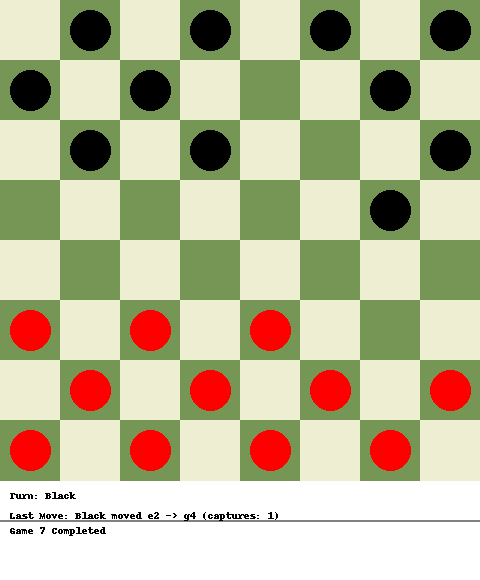 Turn: Black
Last Move: Black moved e2 -> g4 (captures: 1)
Game 7 Completed